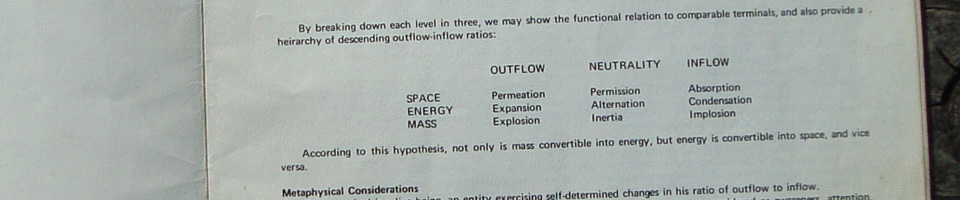 By breaking down each level in three, we may show the functional relation to comparable terminals, and also provide a
heirarchy of descending outflow-inflow ratios:
OUTFLOW NEUTRALITY INFLOW
SPACE Permeation Permission Absorption
ENERGY Expansion Alternation Condensation
MASS Explosion Inertia Implosion
According to this hypothesis, not only is mass convertible into energy, but energy is convertible into space, and vice
versa.
Metaphysical Considerations
an entity exercising self-determined changes in his ratio of outflow to inflow.
attention